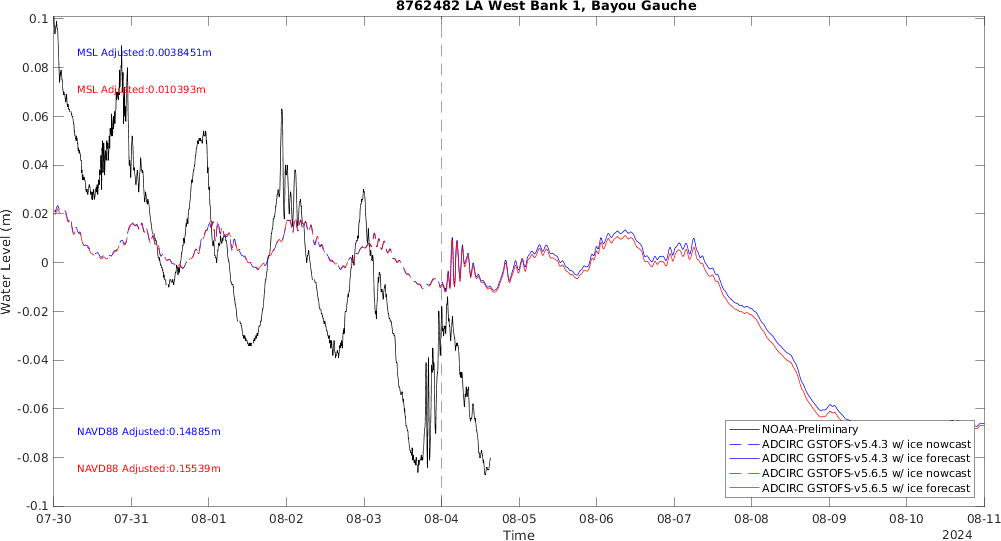 8762482 LA West Bank 1, Bayou Gauche
0.1
0.08
0.06
0.04
0.02
0
-0.02
-0.04
-0.06
-0.08
-0.1
Water Level (m)
MSL Adjusted:0.0038451m
MSL Adjusted:0.010393m
NAVD88 Adjusted:0.14885m
NAVD88 Adjusted:0.15539m
NOAA-Preliminary
ADCIRC GSTOFS-v5.4.3 w/ ice nowcast
ADCIRC GSTOFS-v5.4.3 w/ ice forecast
ADCIRC GSTOFS-v5.6.5 w/ ice nowcast
ADCIRC GSTOFS-v5.6.5 w/ ice forecast
07-30 07-31 08-01 08-02 08-03 08-04 08-05 08-06 08-07 08-08 08-09 08-10 08-11
Time
2024